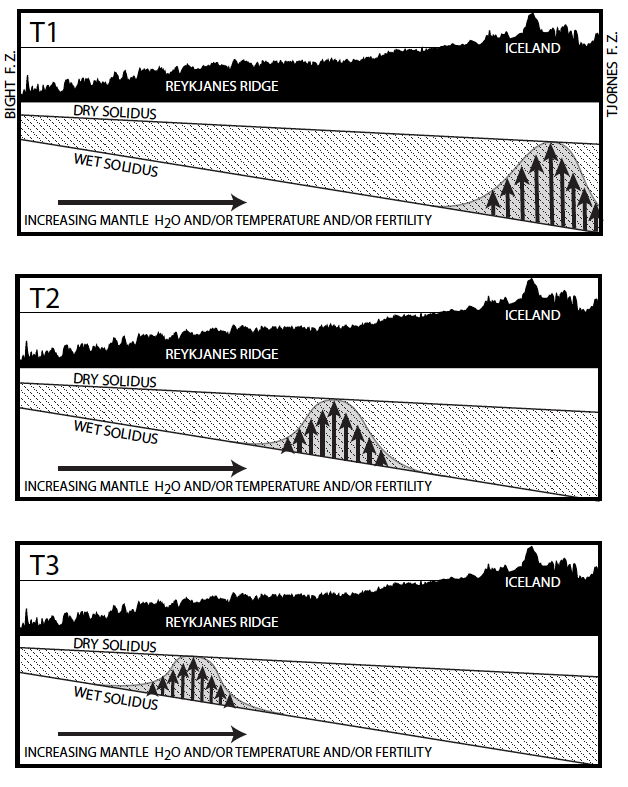 T1
ICELAND
REYKJANES RIDGE
BIGHT F. Z.
TJORNES F. Z.
DRY SOLIDUS
WET SOLIDUS
INCREASING MANTLE H2O AND/OR TEMPERATURE AND/OR FERTILITY
T2
ICELAND
REYKJANES RIDGE
DRY SOLIDUS
WET SOLIDUS
INCREASING MANTLE H2O AND/OR TEMPERATURE AND/OR FERTILITY
T3
ICELAND
REYKJANES RIDGE
DRY SOLIDUS
WET SOLIDUS
INCREASING MANTLE H2O AND/OR TEMPERATURE AND/OR FERTILITY